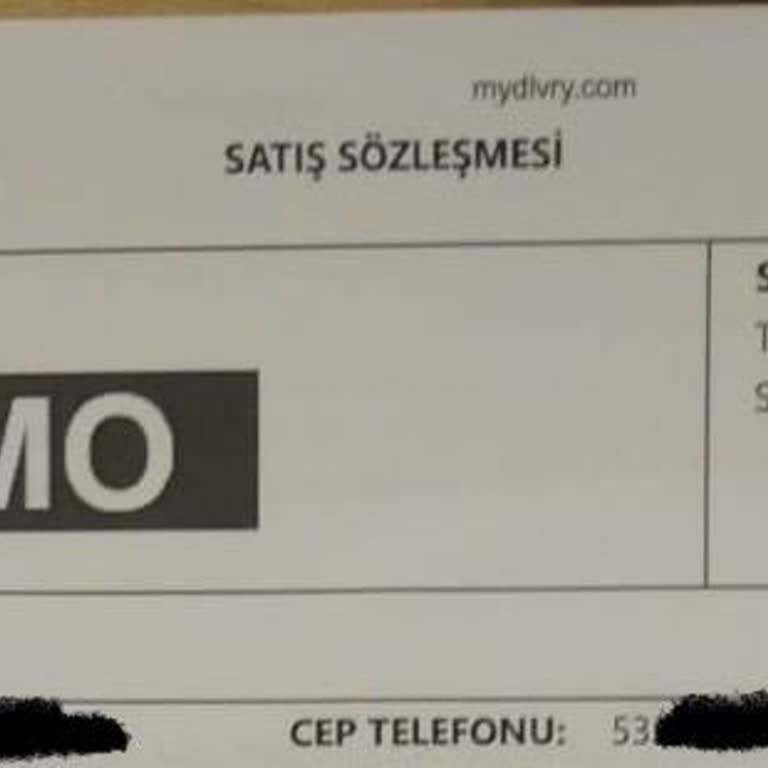 mydlvry.com
SATIŞ SÖZLEŞMESİ
MO
CEP TELEFONU: 53